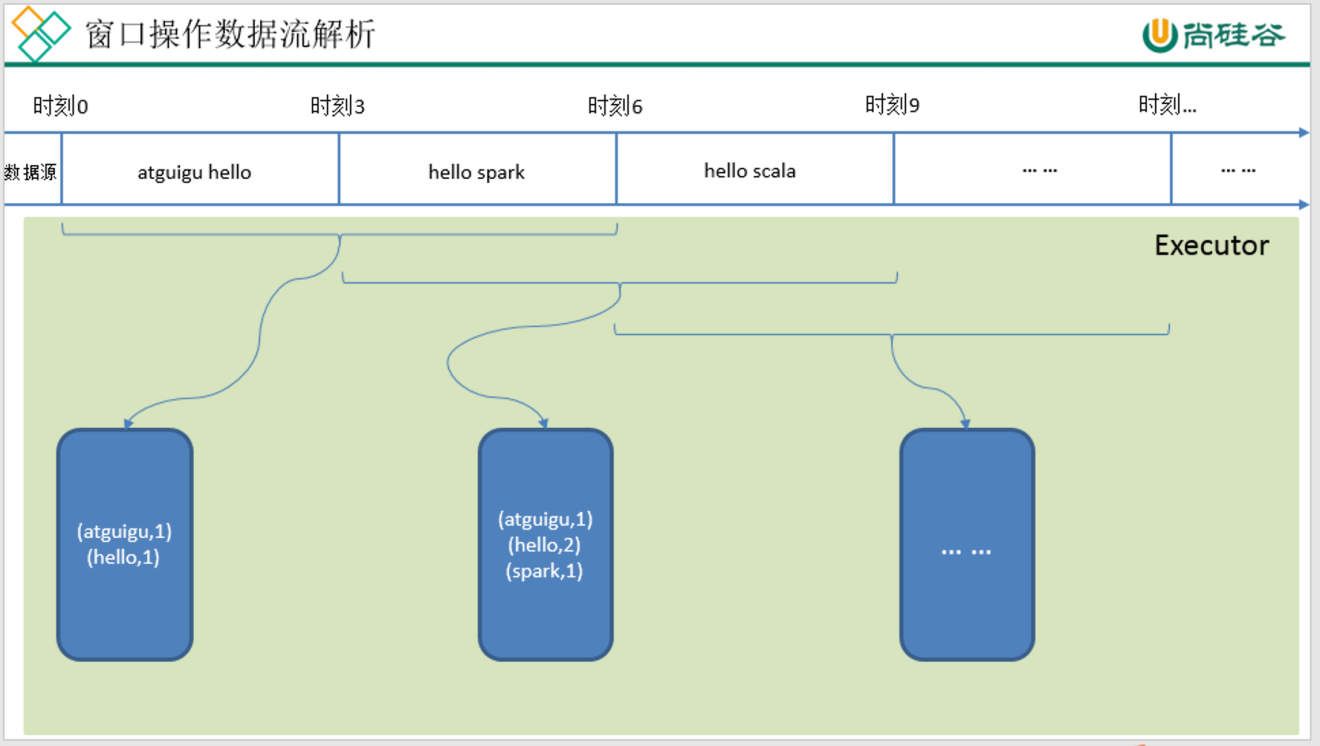 窗口操作数据流解析
尚硅谷
时刻0
时刻3
时刻6
时刻9
时刻...
数据源
atguigu hello
hello spark
hello scala
... ...
... ...
Executor
(atguigu,1)
(hello,1)
(atguigu,1)
(hello,2)
(spark,1)
... ...